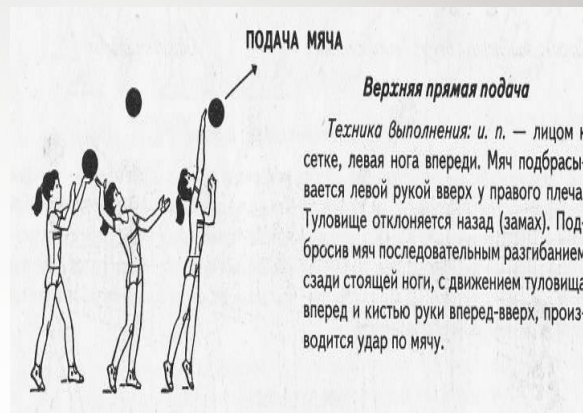 ПОДАЧА МЯЧА
Верхняя прямая подача
Техника выполнения: и. п. — лицом к
сетке, левая нога впереди. Мяч подбрасы-
вается левой рукой вверх у правого плеча.
Туловище отклоняется назад (замах). Под-
бросив мяч последовательным разгибанием
сзади стоящей ноги, с движением туловища
вперед и кистью руки вперед-вверх, произ-
водится удар по мячу.